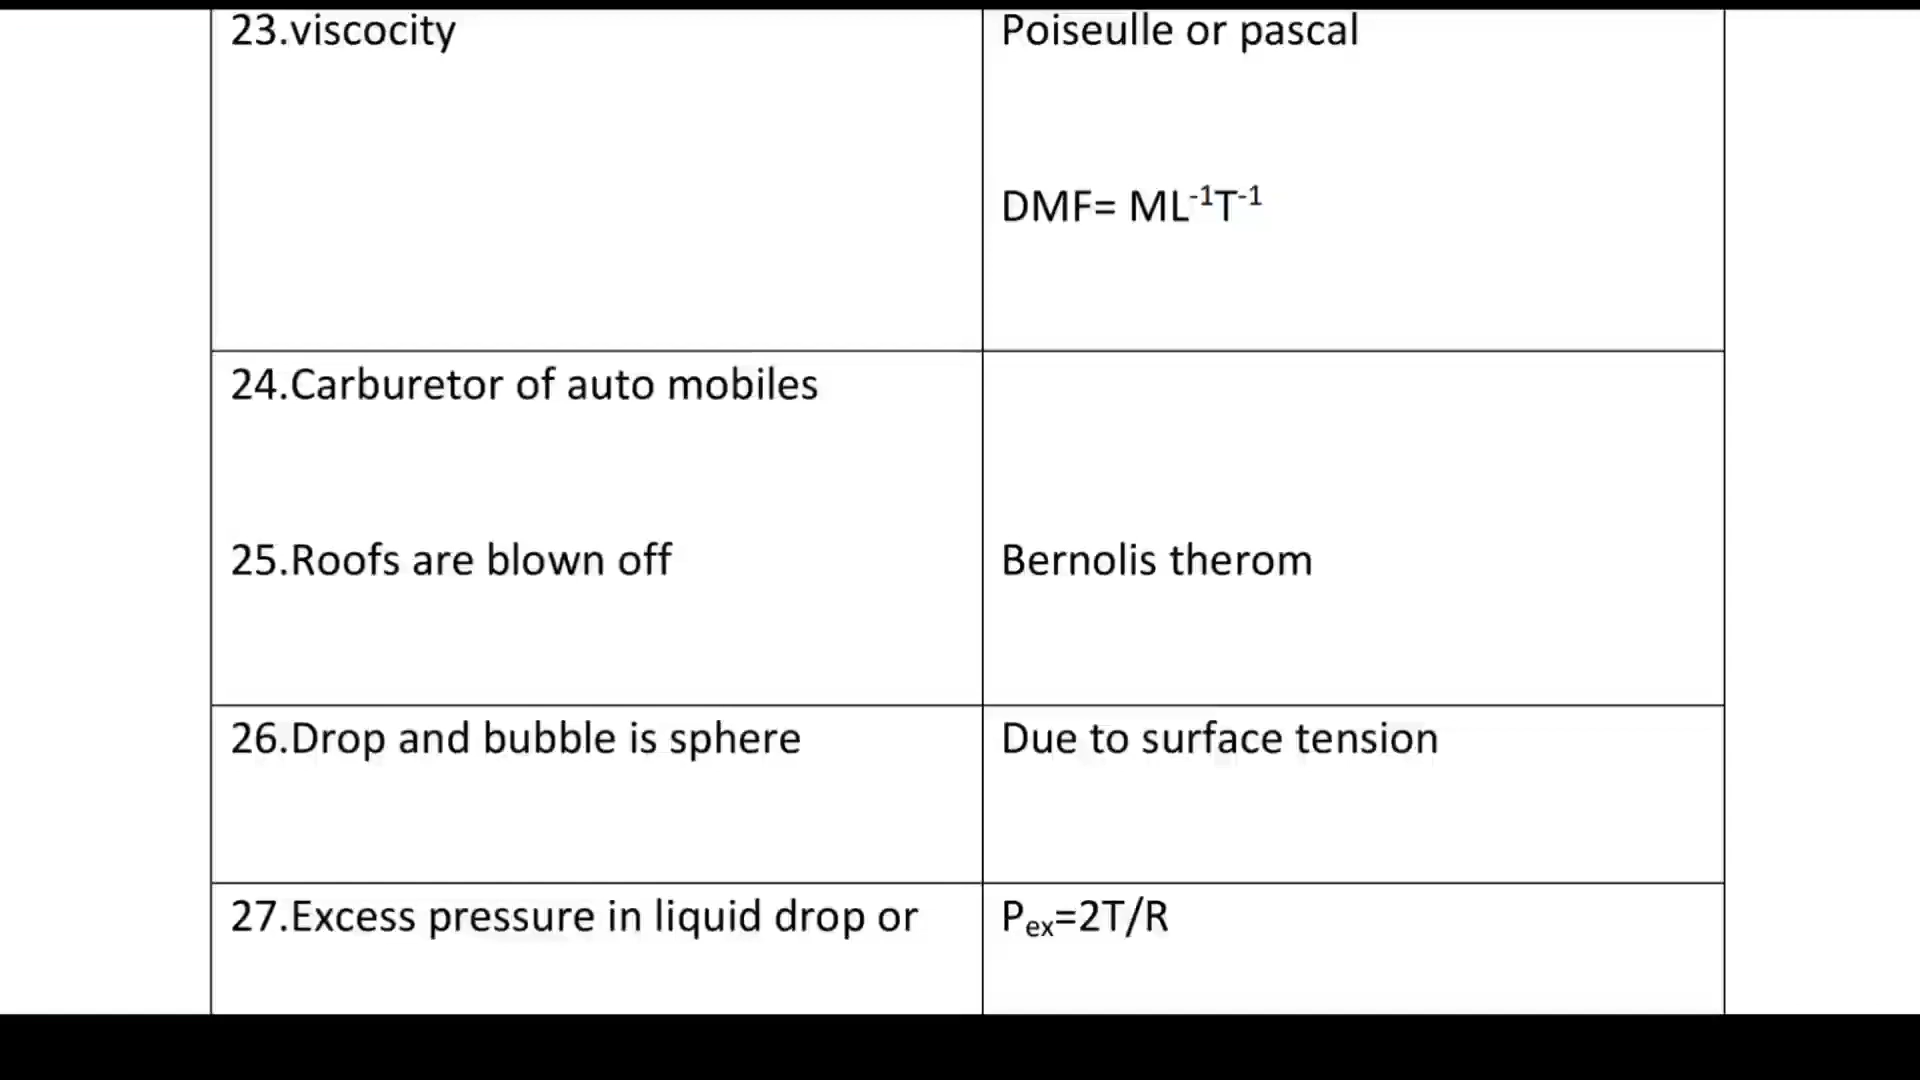 23.viscocity
Poiseulle or pascal
DMF= ML⁻¹T⁻¹
24.Carburetor of auto mobiles
25.Roofs are blown off
Bernolis therom
26.Drop and bubble is sphere
Due to surface tension
27.Excess pressure in liquid drop or
Pₑₓ=2T/R